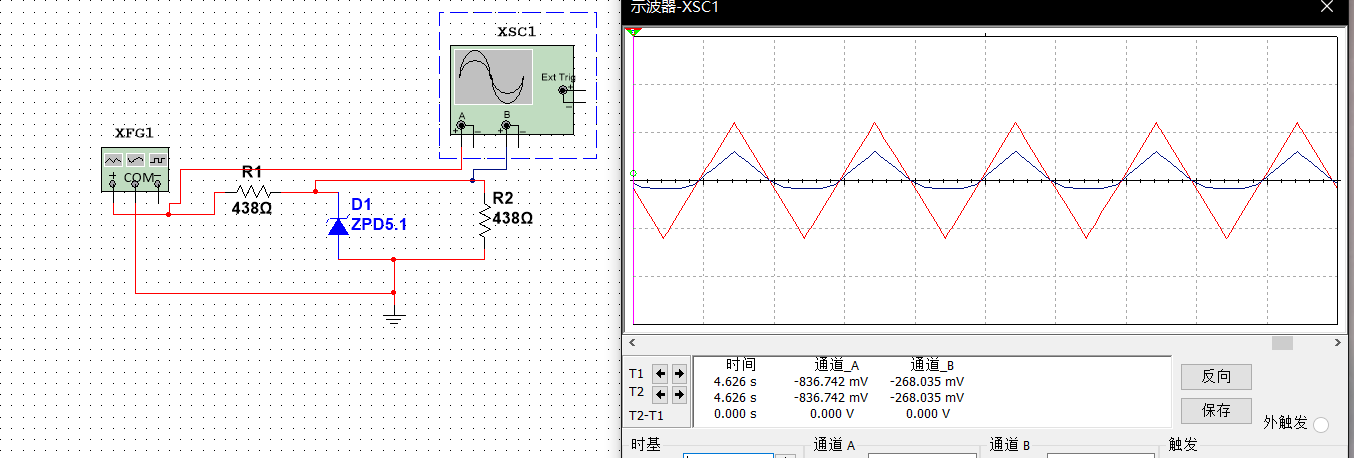 XSC1
Ext Trig
+
−
A
B
+ − + −
XFG1
+ COM −
R1
438Ω
D1
ZPD5.1
R2
438Ω
示波器-XSC1
时间 通道_A 通道_B
T1 4.626 s -836.742 mV -268.035 mV
T2 4.626 s -836.742 mV -268.035 mV
T2-T1 0.000 s 0.000 V 0.000 V
反向
保存
外触发
时基 通道 A 通道 B 触发